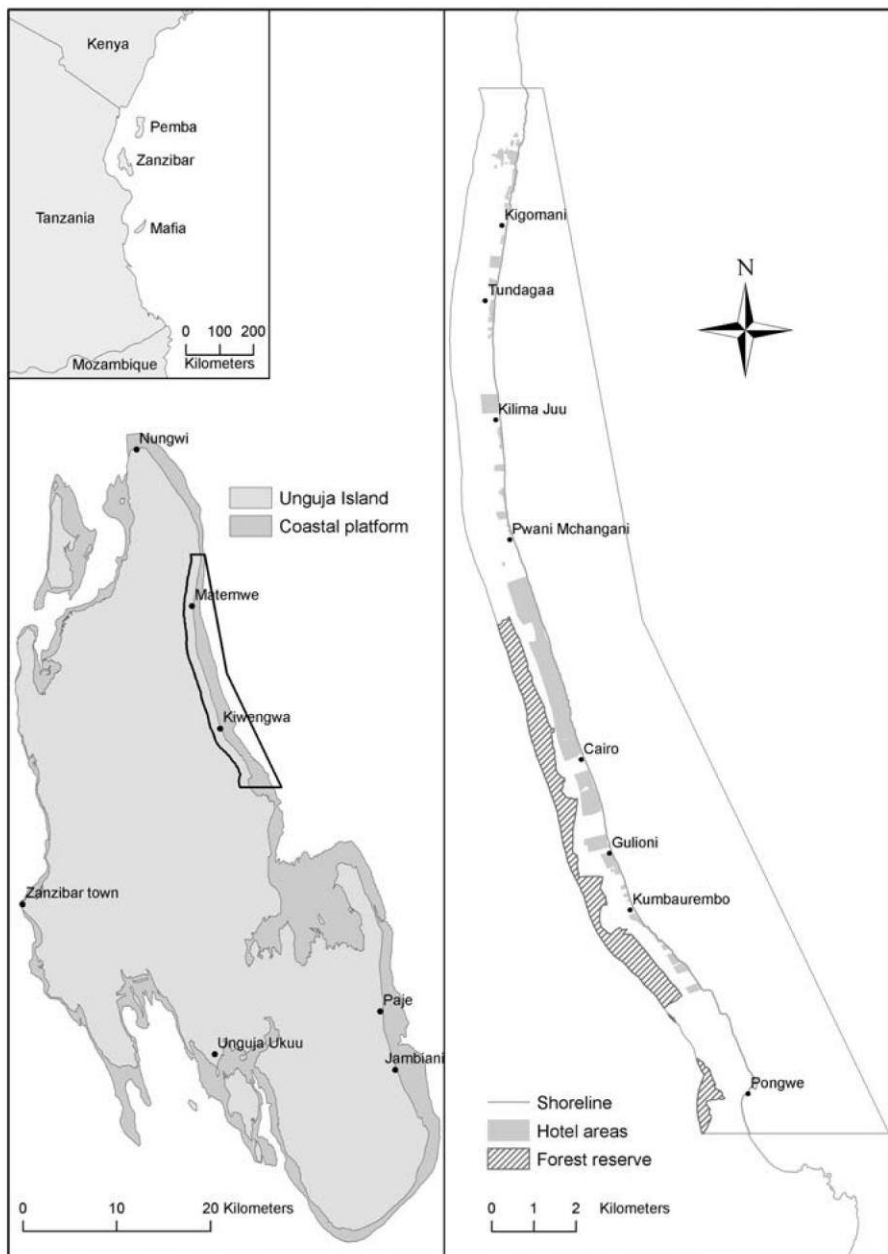 Kenya
Pemba
Zanzibar
Tanzania
Mafia
0 100 200
Kilometers
Mozambique
Nungwi
Unguja Island
Coastal platform
Matemwe
Kiwengwa
Zanzibar town
Paje
Unguja Ukuu
Jambiani
0 10 20 Kilometers
N
Kigomani
Tundagaa
Kilima Juu
Pwani Mchangani
Cairo
Gulioni
Kumbaurembo
Pongwe
Shoreline
Hotel areas
Forest reserve
0 1 2 Kilometers